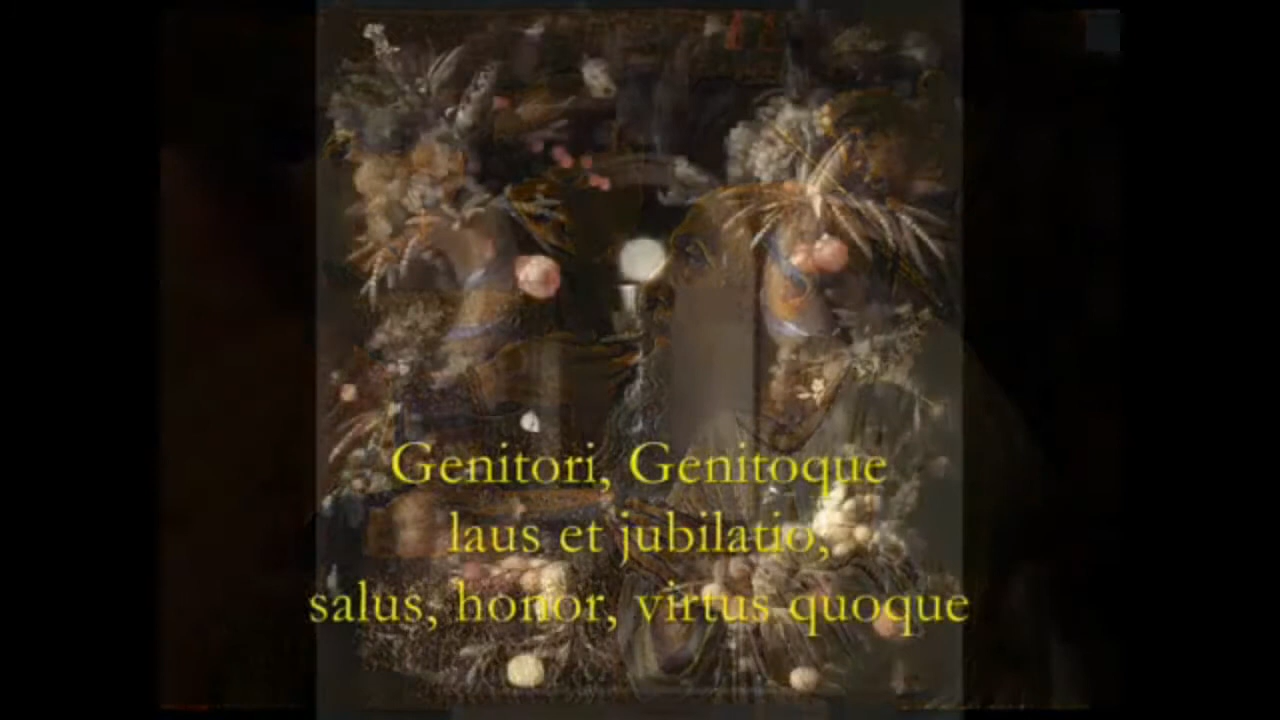 Genitori, Genitoque
laus et jubilatio,
salus, honor, virtus quoque